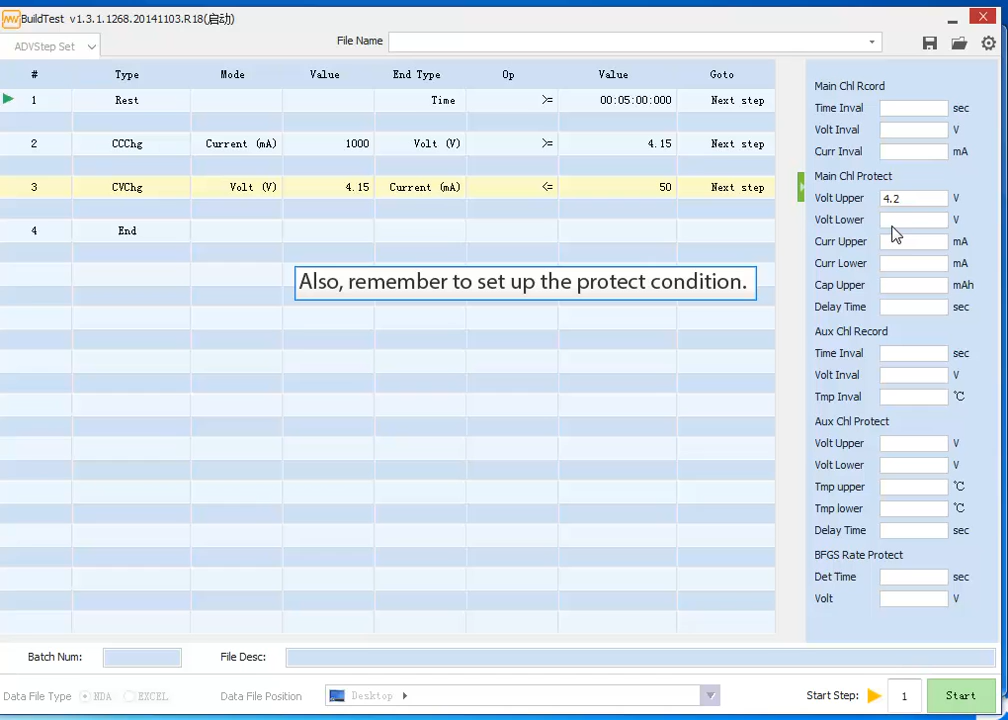 BuildTest v1.3.1.1268.20141103.R18(启动)
ADVStep Set
File Name
# Type Mode Value End Type Op Value Goto
1 Rest Time >= 00:05:00:000 Next step
2 CCChg Current (mA) 1000 Volt (V) >= 4.15 Next step
3 CVChg Volt (V) 4.15 Current (mA) <= 50 Next step
4 End
Also, remember to set up the protect condition.
Main Chl Rcord
Time Inval sec
Volt Inval V
Curr Inval mA
Main Chl Protect
Volt Upper 4.2 V
Volt Lower V
Curr Upper mA
Curr Lower mA
Cap Upper mAh
Delay Time sec
Aux Chl Record
Time Inval sec
Volt Inval V
Tmp Inval ℃
Aux Chl Protect
Volt Upper V
Volt Lower V
Tmp upper ℃
Tmp lower ℃
Delay Time sec
BFGS Rate Protect
Det Time sec
Volt V
Batch Num: File Desc:
Data File Type NDA EXCEL Data File Position Desktop Start Step: 1 Start